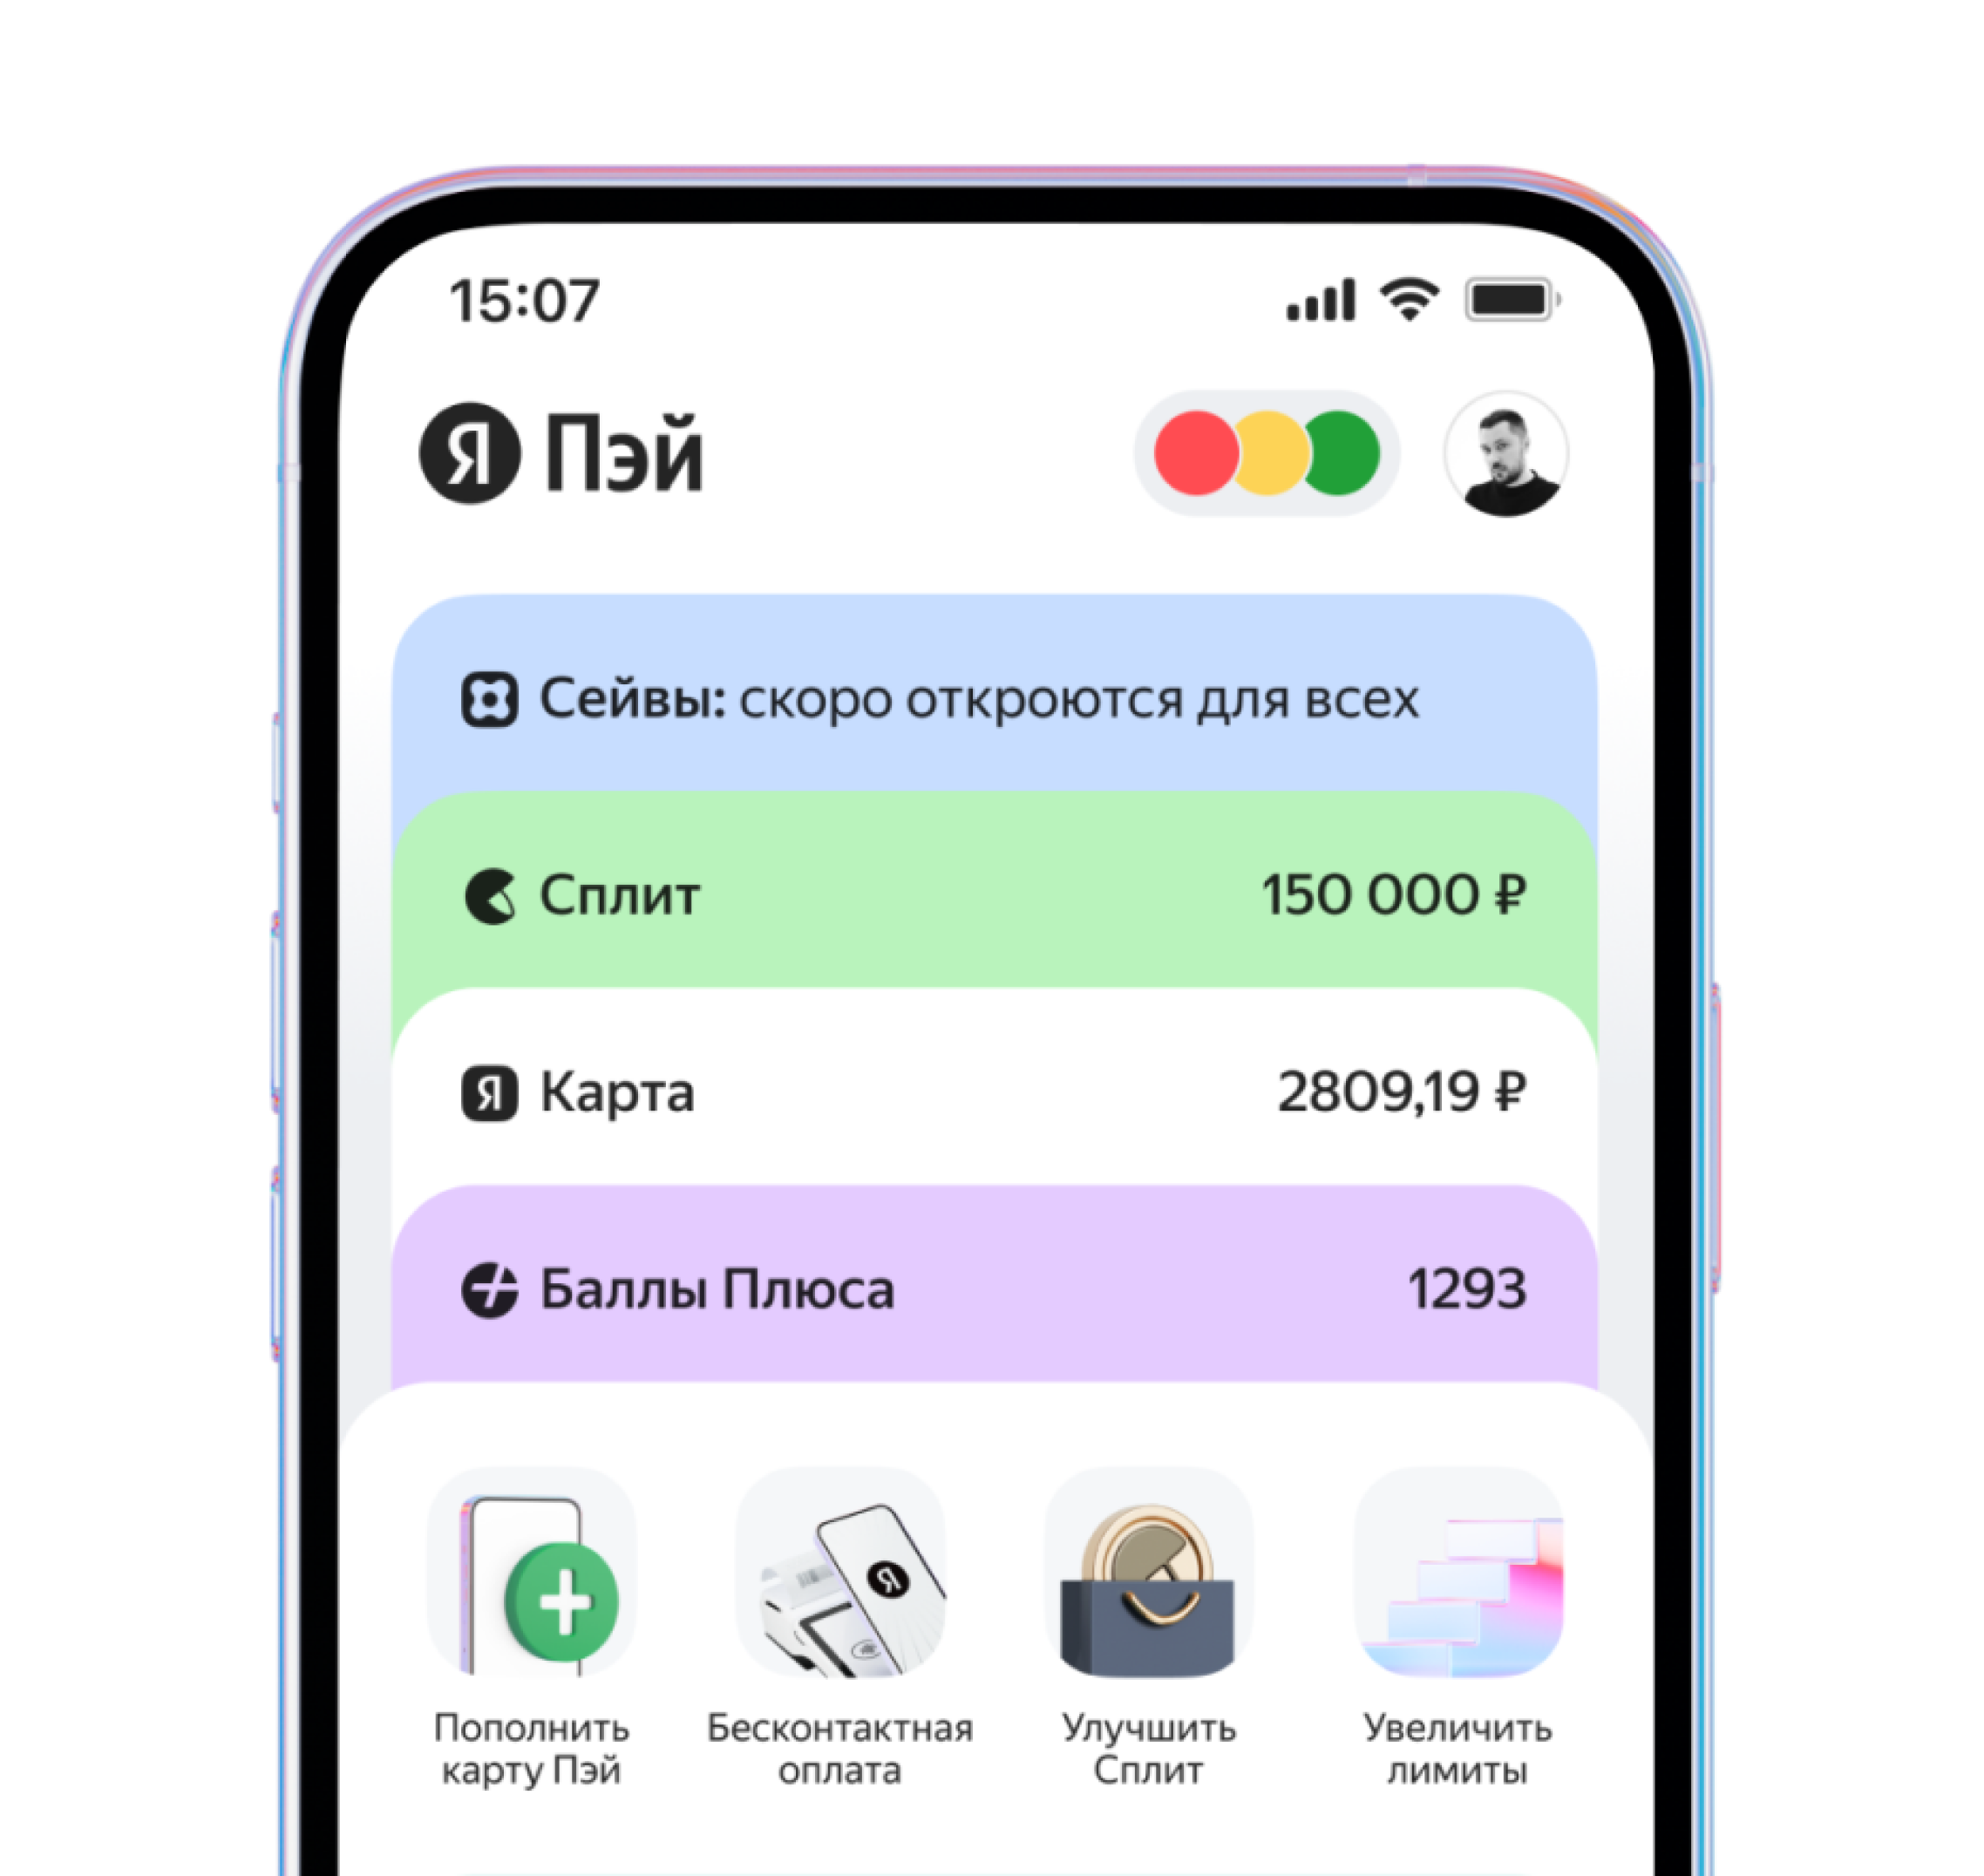 15:07
Я Пэй
Сейвы: скоро откроются для всех
Сплит 150 000 ₽
Я Карта 2809,19 ₽
Баллы Плюса 1293
Я
Пополнить
карту Пэй
Бесконтактная
оплата
Улучшить
Сплит
Увеличить
лимиты